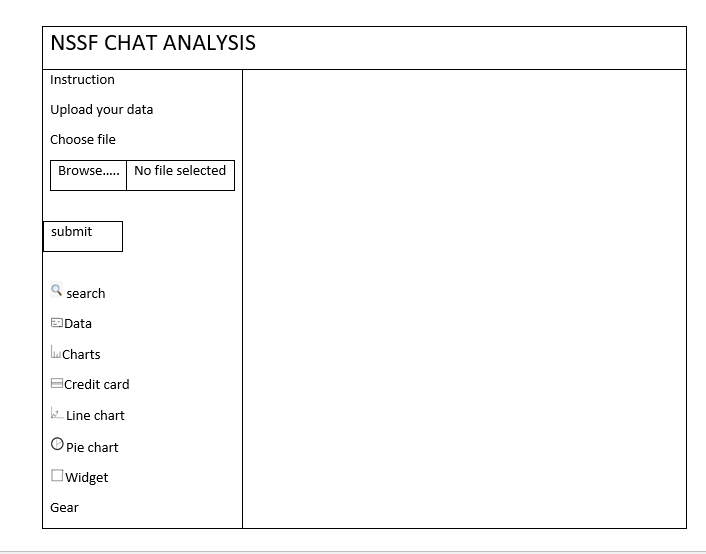 NSSF CHAT ANALYSIS
Instruction
Upload your data
Choose file
Browse..... No file selected
submit
search
Data
Charts
Credit card
Line chart
Pie chart
Widget
Gear